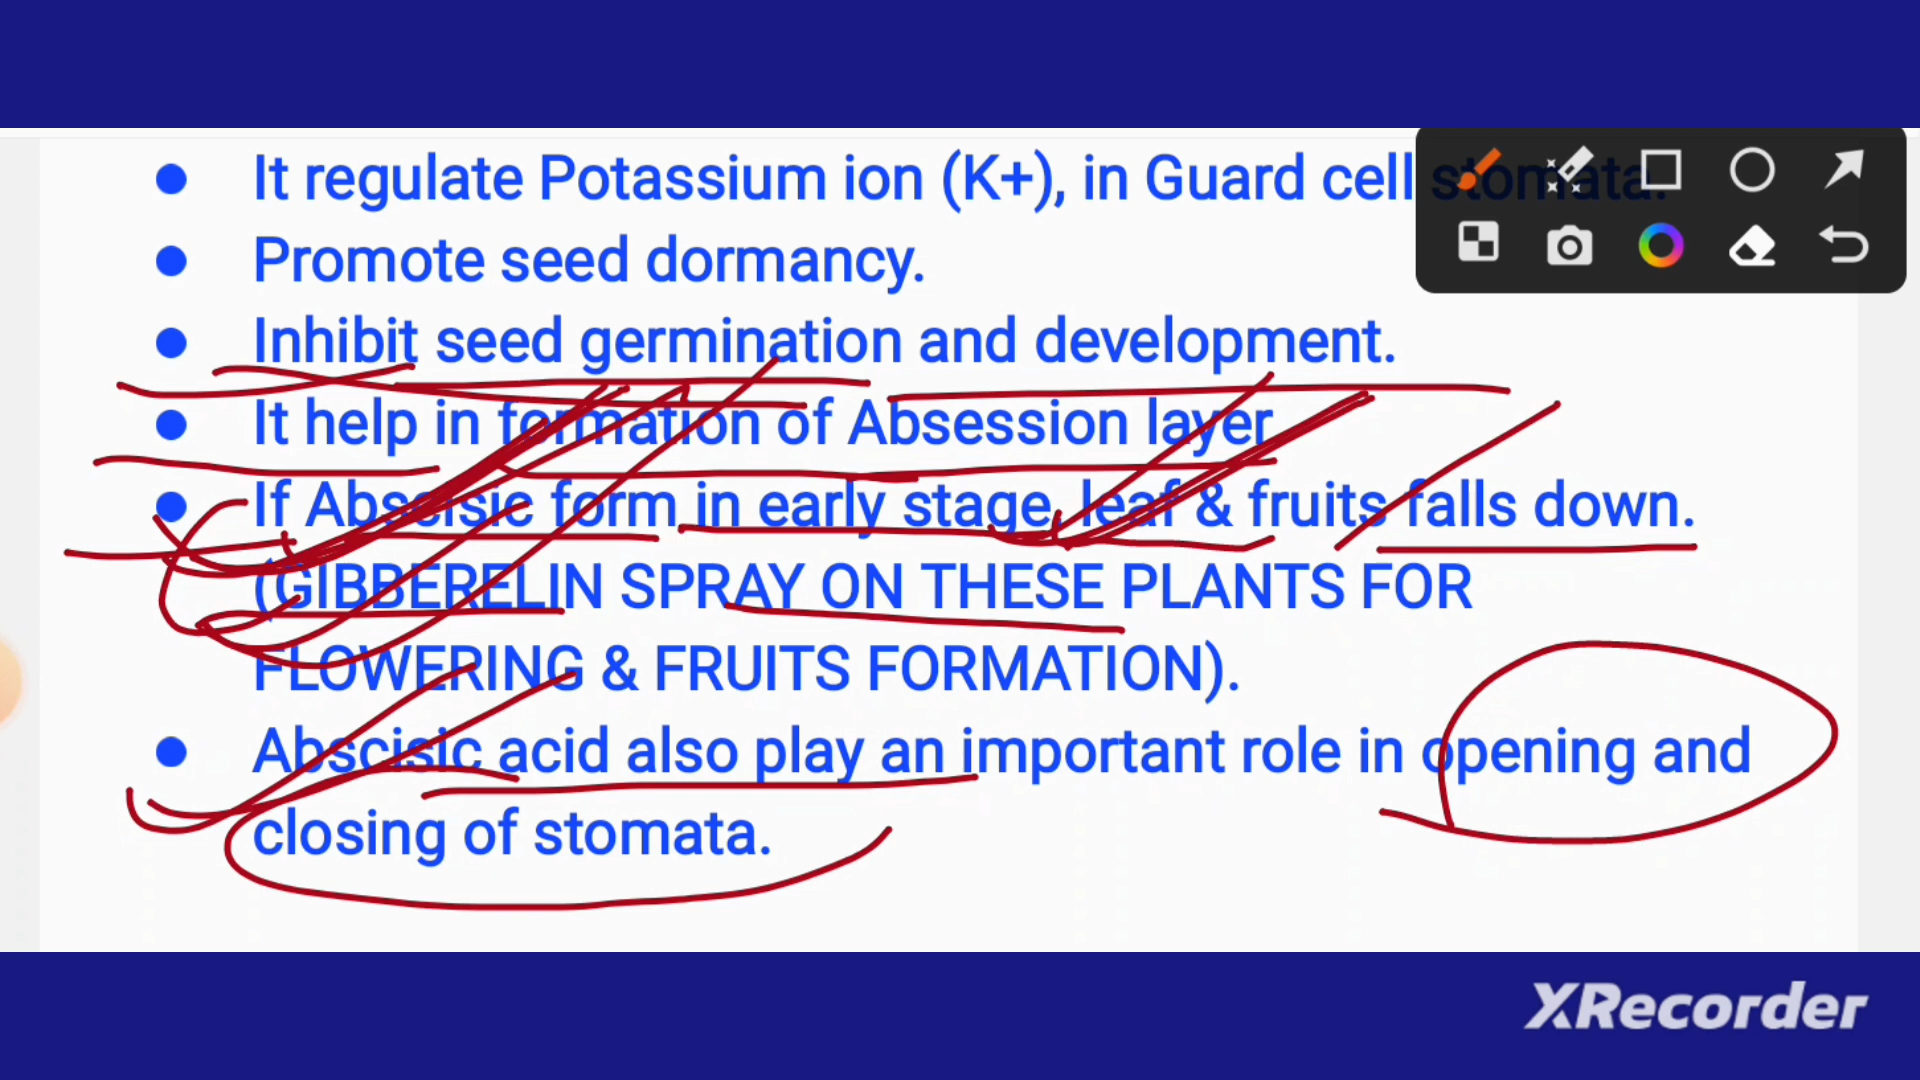 ● It regulate Potassium ion (K+), in Guard cell stomata.
● Promote seed dormancy.
● Inhibit seed germination and development.
● It help in formation of Absession layer
● If Abscisic form in early stage, leaf & fruits falls down.
(GIBBERELIN SPRAY ON THESE PLANTS FOR
FLOWERING & FRUITS FORMATION).
● Abscisic acid also play an important role in opening and
closing of stomata.
XRecorder